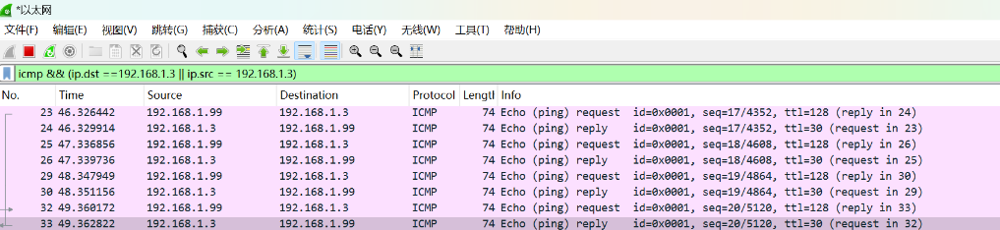 *以太网
文件(F) 编辑(E) 视图(V) 跳转(G) 捕获(C) 分析(A) 统计(S) 电话(Y) 无线(W) 工具(T) 帮助(H)
icmp && (ip.dst ==192.168.1.3 || ip.src == 192.168.1.3)
No. Time Source Destination Protocol Lengtl Info
23 46.326442 192.168.1.99 192.168.1.3 ICMP 74 Echo (ping) request id=0x0001, seq=17/4352, ttl=128 (reply in 24)
24 46.329914 192.168.1.3 192.168.1.99 ICMP 74 Echo (ping) reply id=0x0001, seq=17/4352, ttl=30 (request in 23)
25 47.336856 192.168.1.99 192.168.1.3 ICMP 74 Echo (ping) request id=0x0001, seq=18/4608, ttl=128 (reply in 26)
26 47.339736 192.168.1.3 192.168.1.99 ICMP 74 Echo (ping) reply id=0x0001, seq=18/4608, ttl=30 (request in 25)
29 48.347949 192.168.1.99 192.168.1.3 ICMP 74 Echo (ping) request id=0x0001, seq=19/4864, ttl=128 (reply in 30)
30 48.351156 192.168.1.3 192.168.1.99 ICMP 74 Echo (ping) reply id=0x0001, seq=19/4864, ttl=30 (request in 29)
32 49.360172 192.168.1.99 192.168.1.3 ICMP 74 Echo (ping) request id=0x0001, seq=20/5120, ttl=128 (reply in 33)
33 49.362822 192.168.1.3 192.168.1.99 ICMP 74 Echo (ping) reply id=0x0001, seq=20/5120, ttl=30 (request in 32)